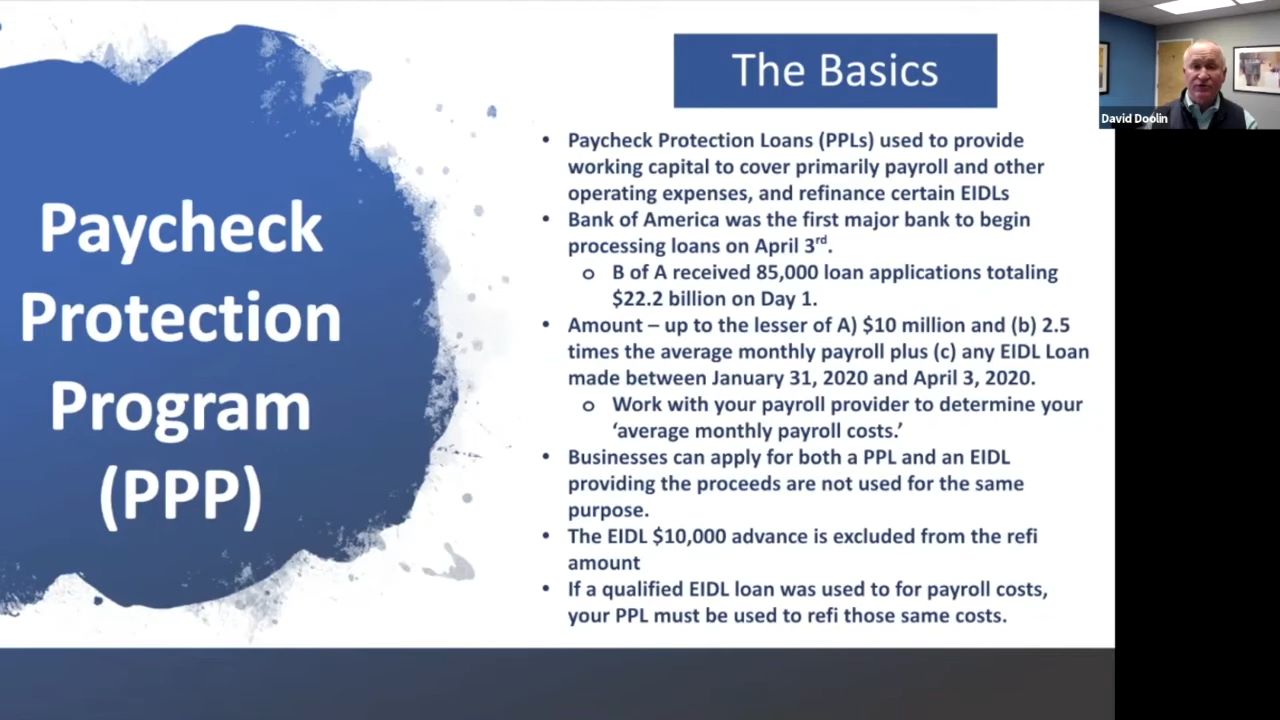 Paycheck
Protection
Program
(PPP)
The Basics
• Paycheck Protection Loans (PPLs) used to provide
working capital to cover primarily payroll and other
operating expenses, and refinance certain EIDLs
• Bank of America was the first major bank to begin
processing loans on April 3rd.
o B of A received 85,000 loan applications totaling
$22.2 billion on Day 1.
• Amount – up to the lesser of A) $10 million and (b) 2.5
times the average monthly payroll plus (c) any EIDL Loan
made between January 31, 2020 and April 3, 2020.
o Work with your payroll provider to determine your
‘average monthly payroll costs.’
• Businesses can apply for both a PPL and an EIDL
providing the proceeds are not used for the same
purpose.
• The EIDL $10,000 advance is excluded from the refi
amount
• If a qualified EIDL loan was used to for payroll costs,
your PPL must be used to refi those same costs.
David Doolin